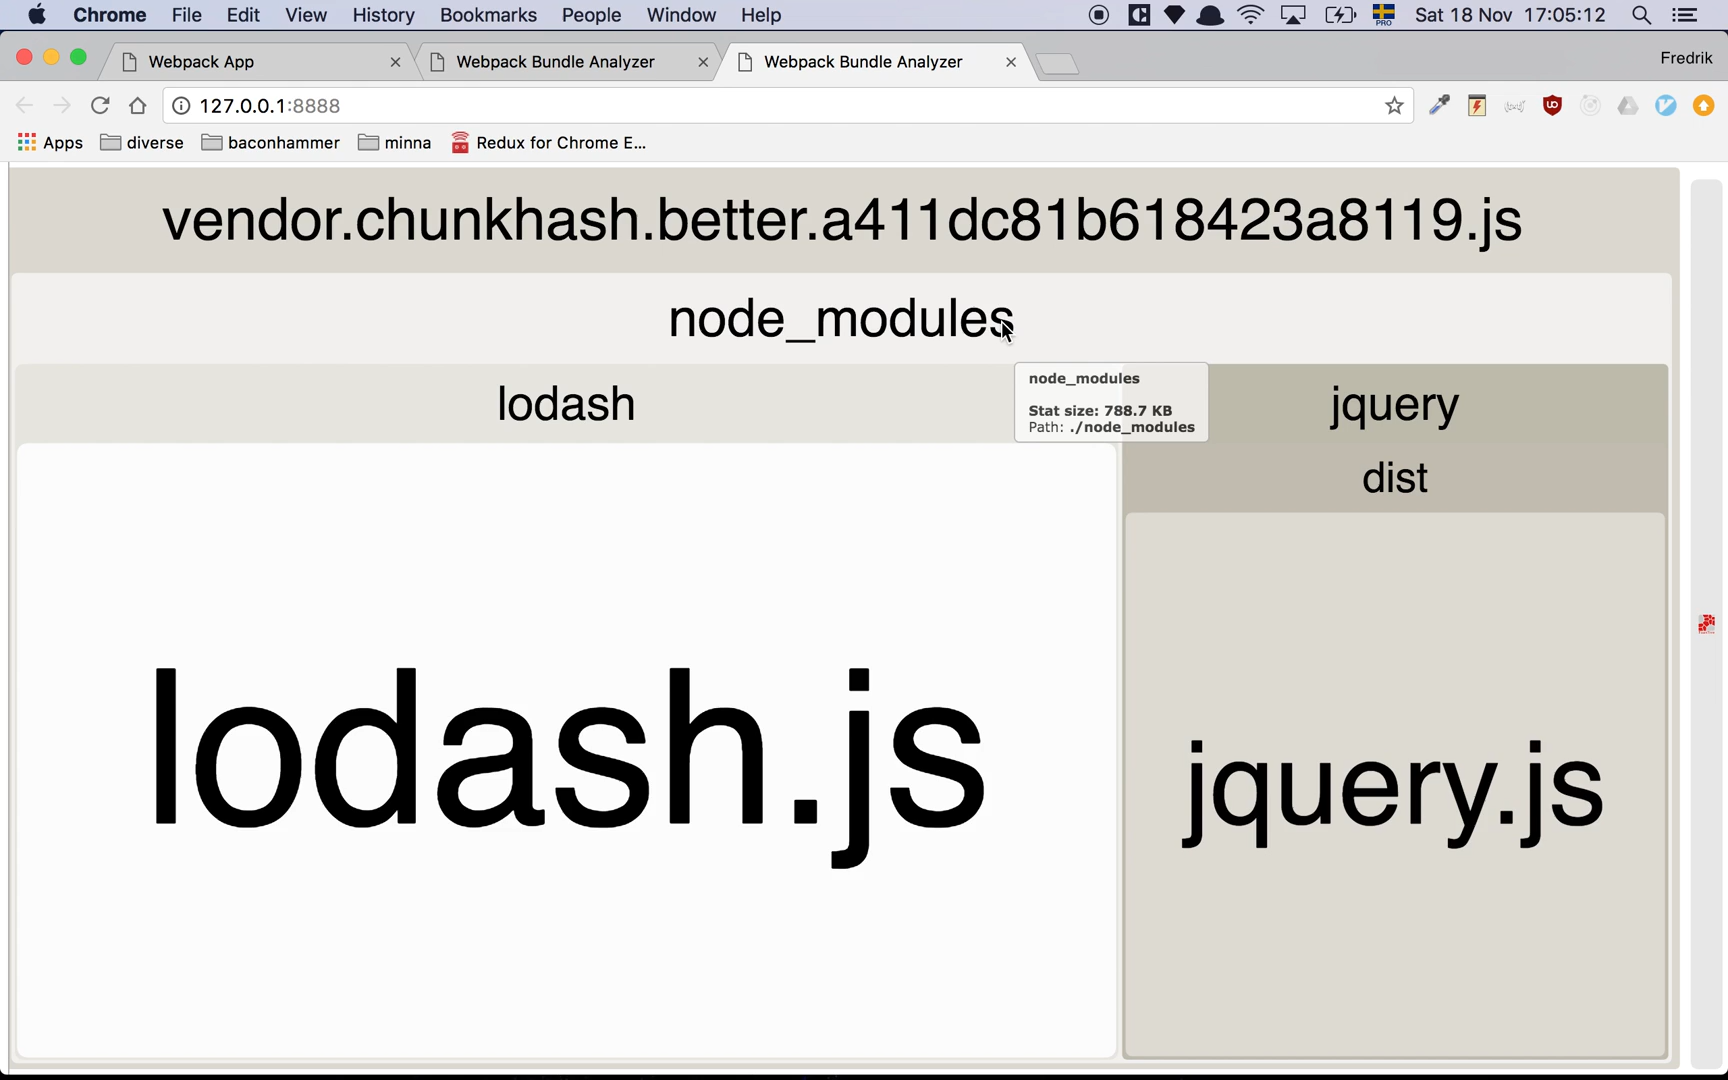 Chrome File Edit View History Bookmarks People Window Help PRO Sat 18 Nov 17:05:12
Webpack App Webpack Bundle Analyzer Webpack Bundle Analyzer Fredrik
127.0.0.1:8888
Apps diverse baconhammer minna Redux for Chrome E...
vendor.chunkhash.better.a411dc81b618423a8119.js
node_modules
lodash
node_modules
Stat size: 788.7 KB
Path: ./node_modules
jquery
dist
lodash.js
jquery.js